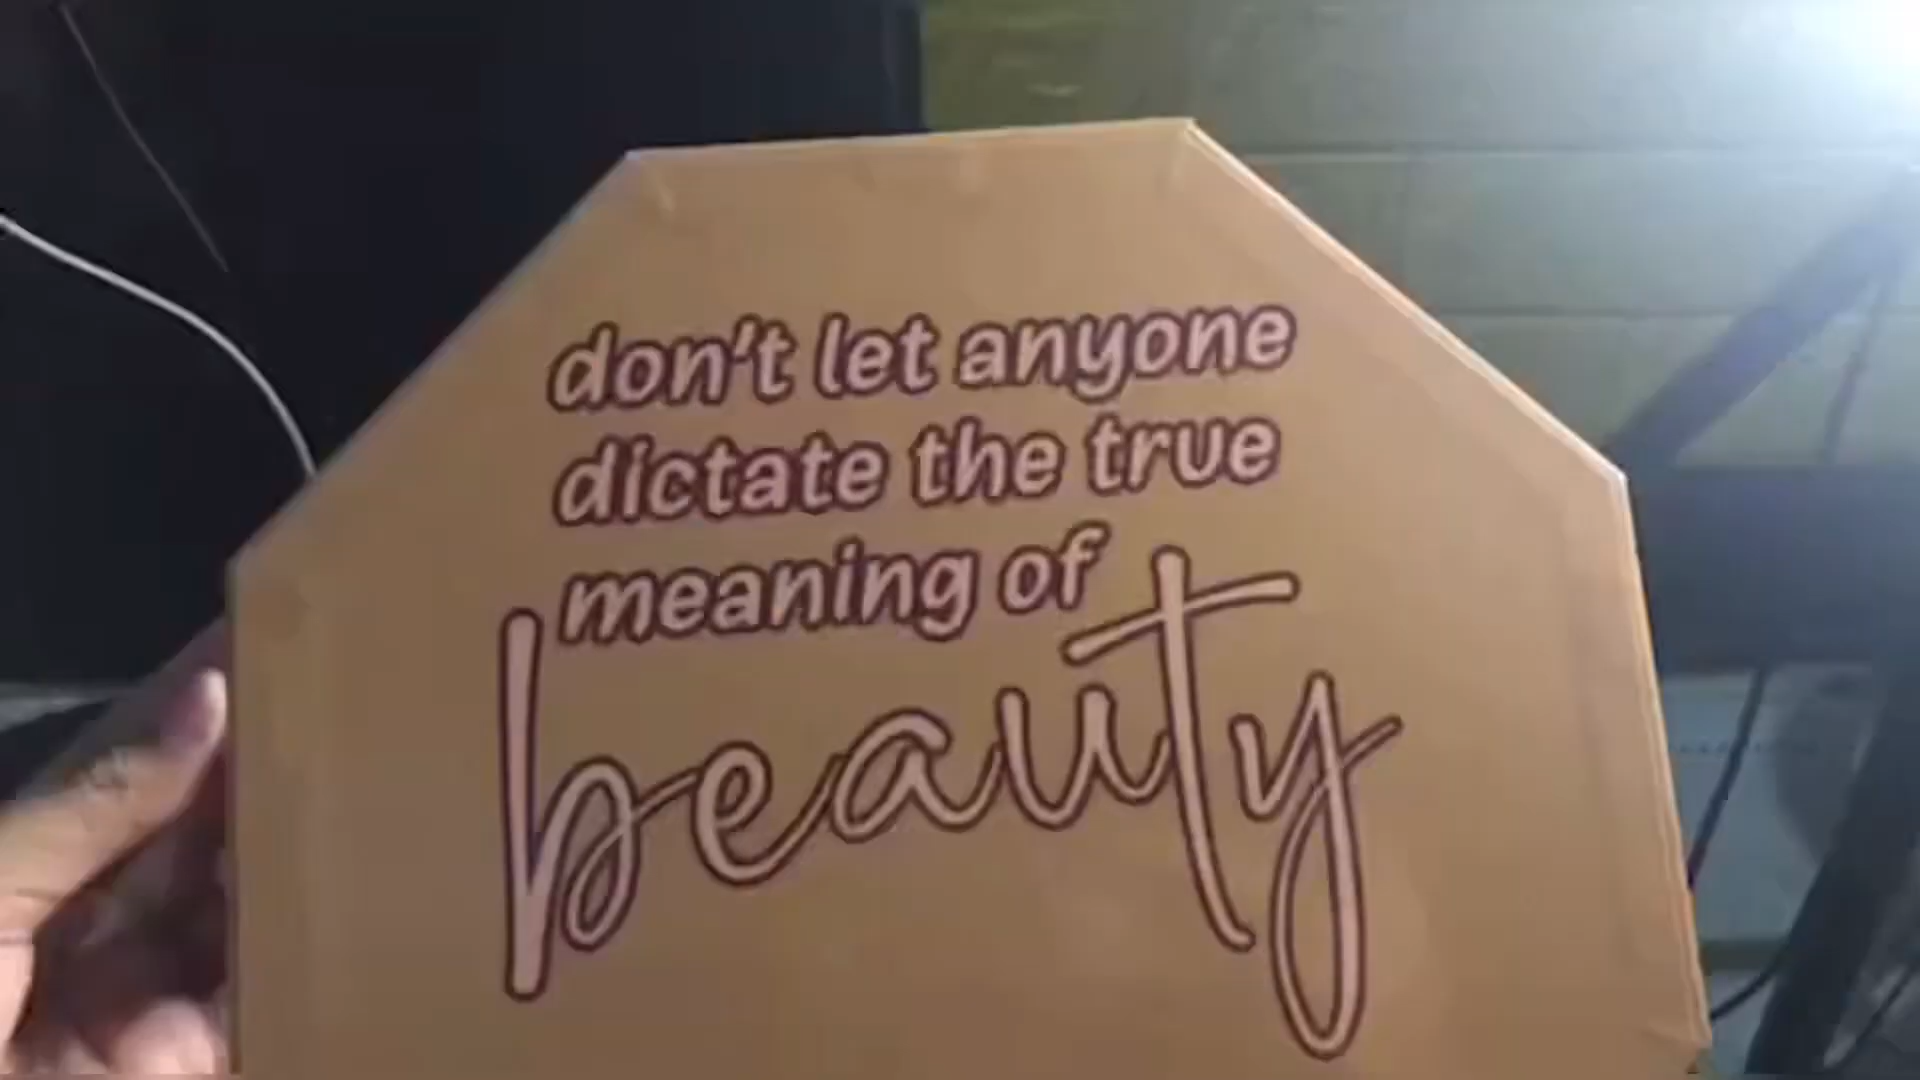 don't let anyone
dictate the true
meaning of
beauty